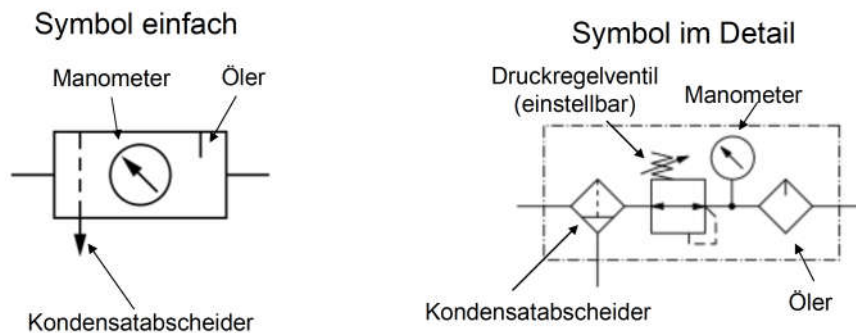 Symbol einfach
Manometer
Öler
Kondensatabscheider
Symbol im Detail
Druckregelventil
(einstellbar)
Manometer
Kondensatabscheider
Öler